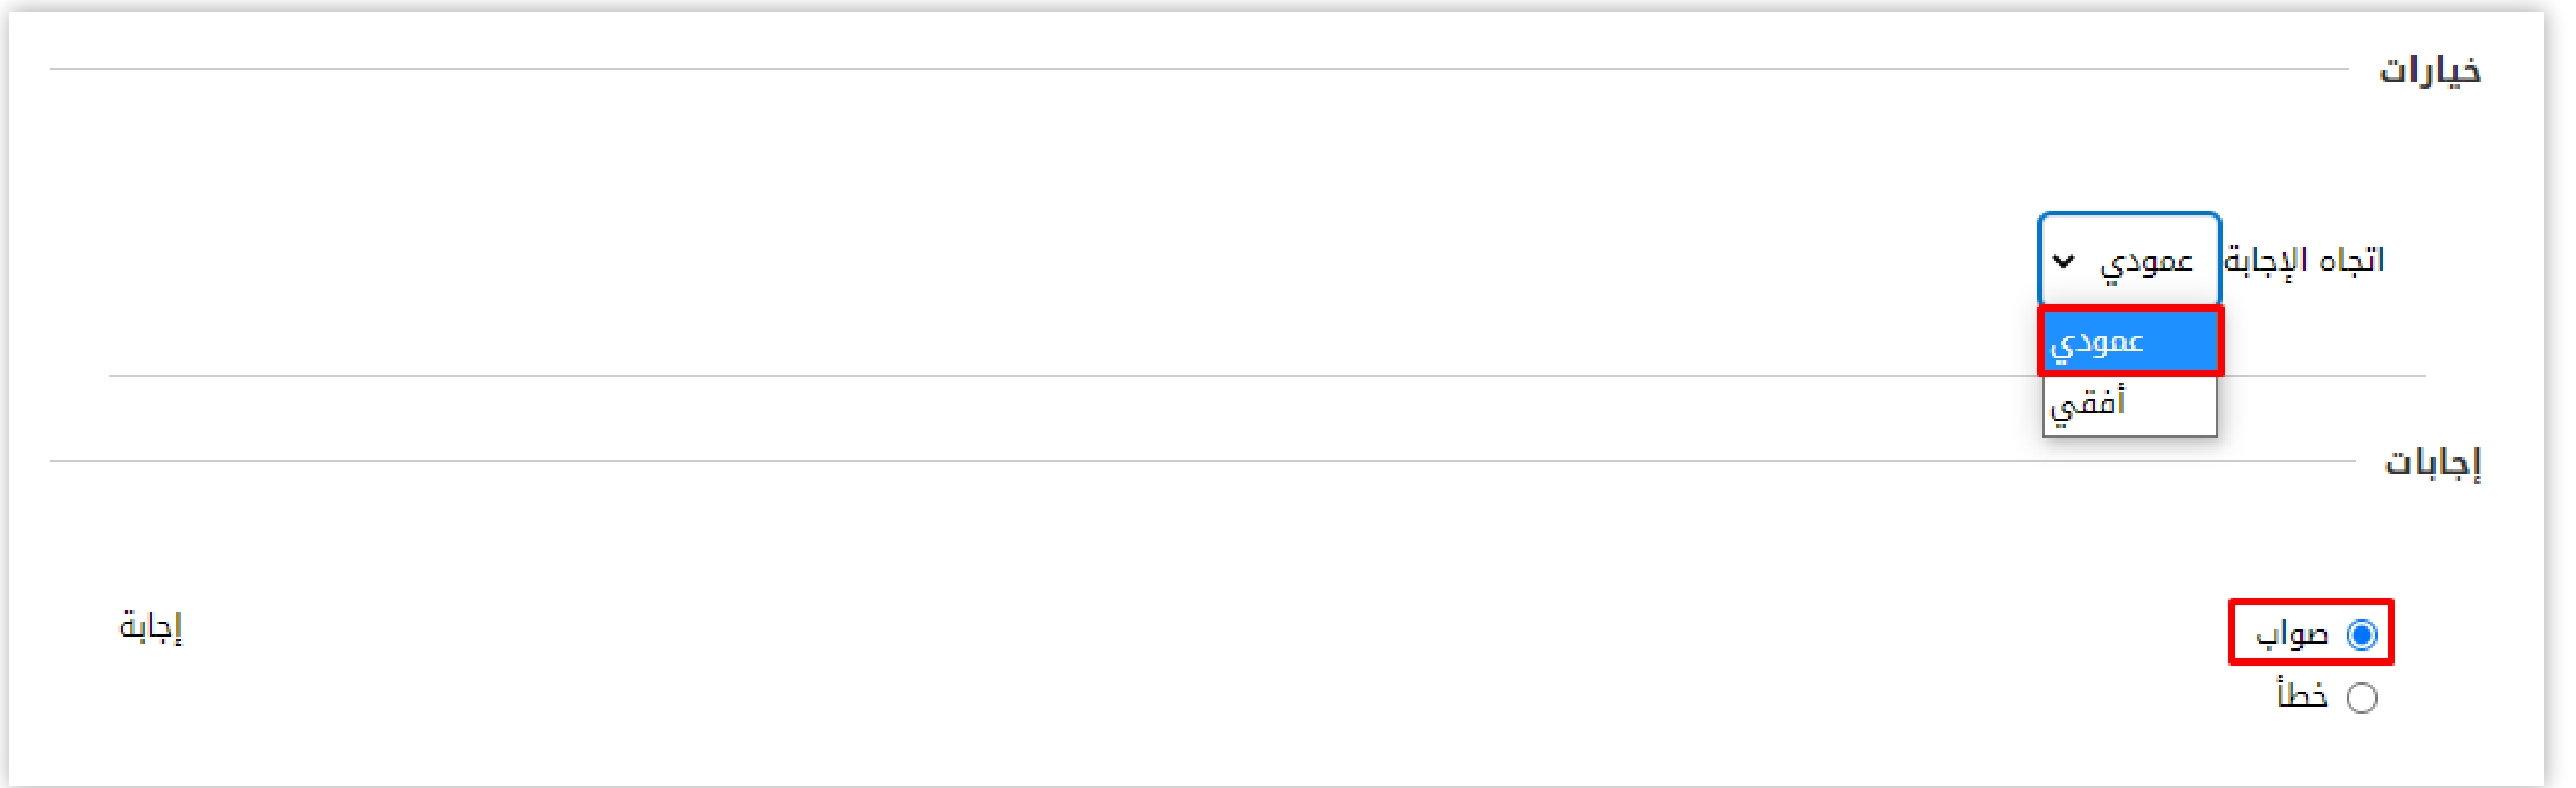 خيارات
اتجاه الإجابة عمودي
عمودي
أفقي
إجابات
صواب
إجابة
خطأ